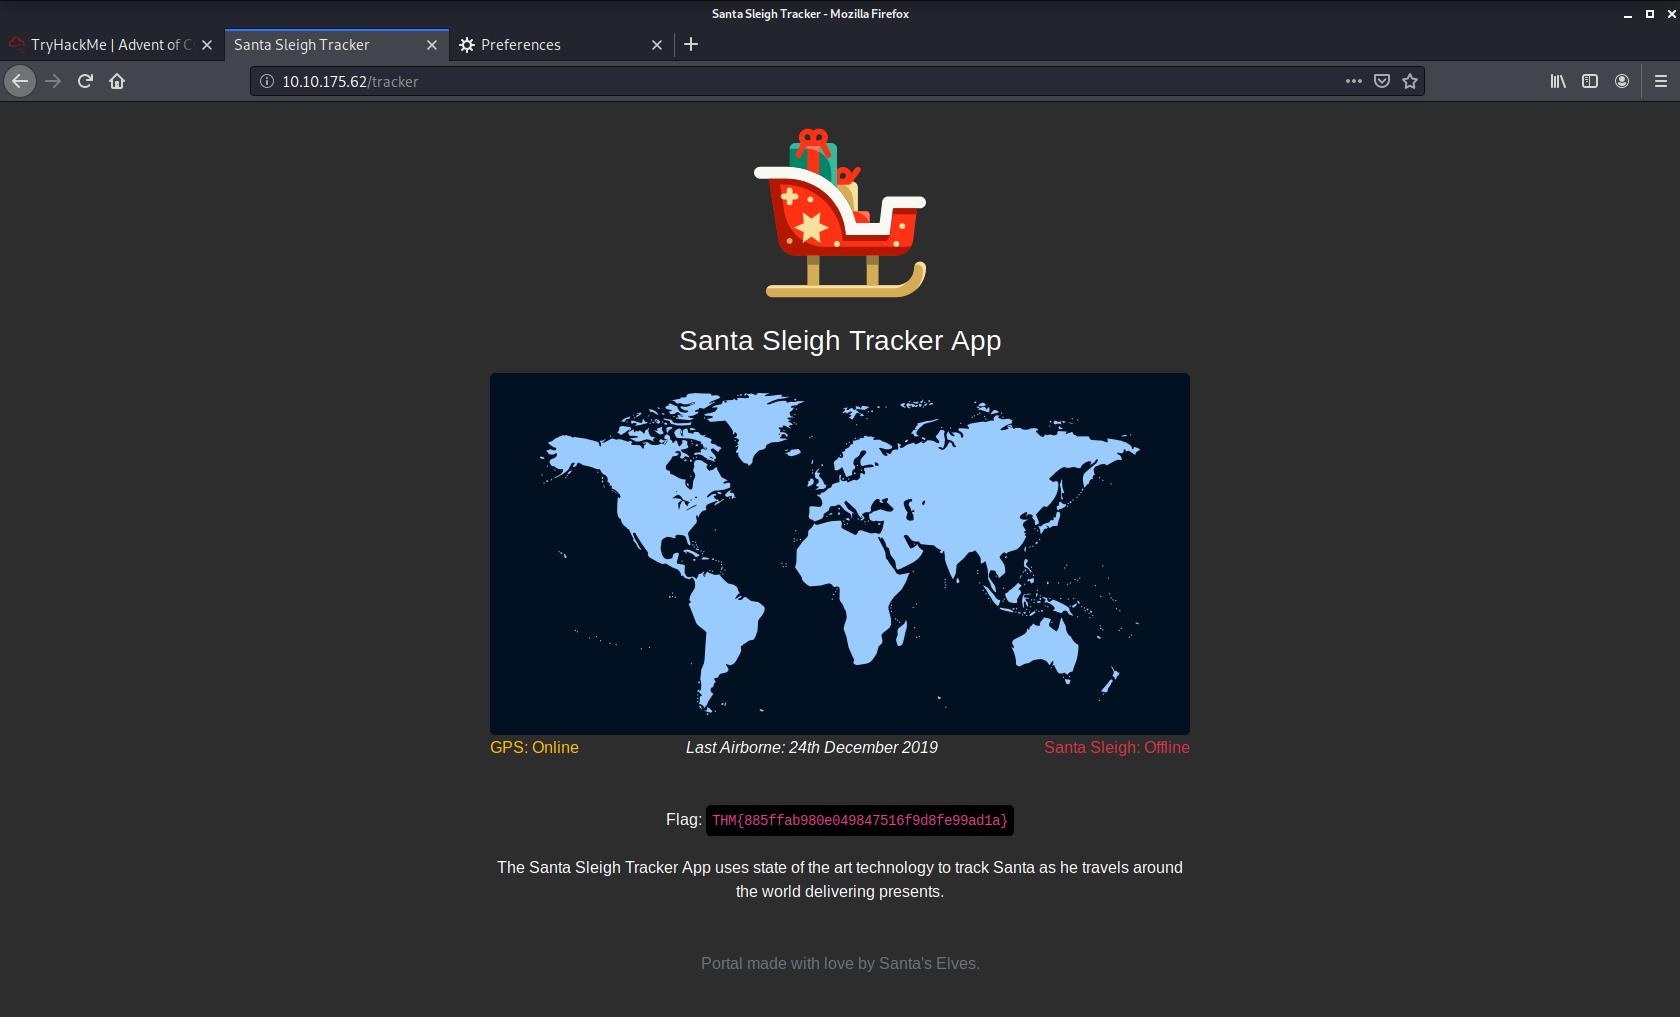 Santa Sleigh Tracker - Mozilla Firefox
TryHackMe | Advent of C
Santa Sleigh Tracker
Preferences
10.10.175.62/tracker
Santa Sleigh Tracker App
GPS: Online
Last Airborne: 24th December 2019
Santa Sleigh: Offline
Flag: THM{885ffab980e049847516f9d8fe99ad1a}
The Santa Sleigh Tracker App uses state of the art technology to track Santa as he travels around
the world delivering presents.
Portal made with love by Santa's Elves.